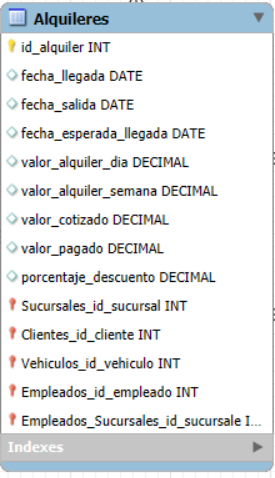 Alquileres
id_alquiler INT
fecha_llegada DATE
fecha_salida DATE
fecha_esperada_llegada DATE
valor_alquiler_dia DECIMAL
valor_alquiler_semana DECIMAL
valor_cotizado DECIMAL
valor_pagado DECIMAL
porcentaje_descuento DECIMAL
Sucursales_id_sucursal INT
Clientes_id_cliente INT
Vehiculos_id_vehiculo INT
Empleados_id_empleado INT
Empleados_Sucursales_id_sucursale I...
Indexes